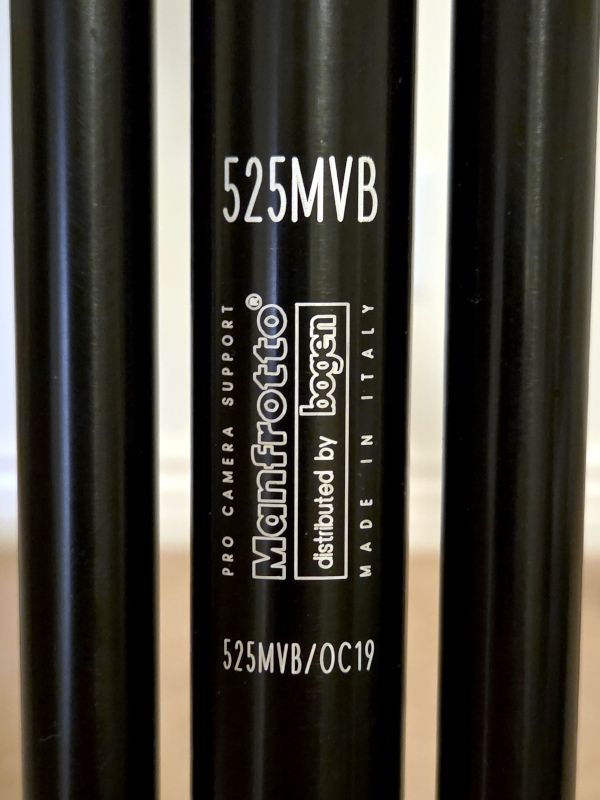 525MVB
PRO CAMERA SUPPORT
Manfrotto®
distributed by bogen
MADE IN ITALY
525MVB/OC19